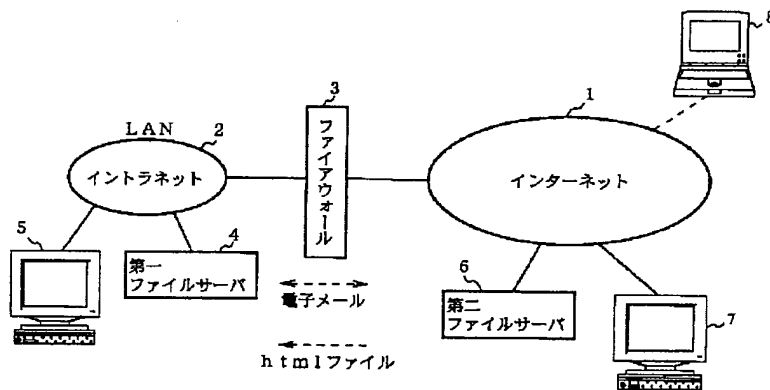 8
3
1
LAN
2
ファイアウォール
イントラネット
インターネット
5
4
第一
ファイルサーバ
電子メール
htmlファイル
6
第二
ファイルサーバ
7